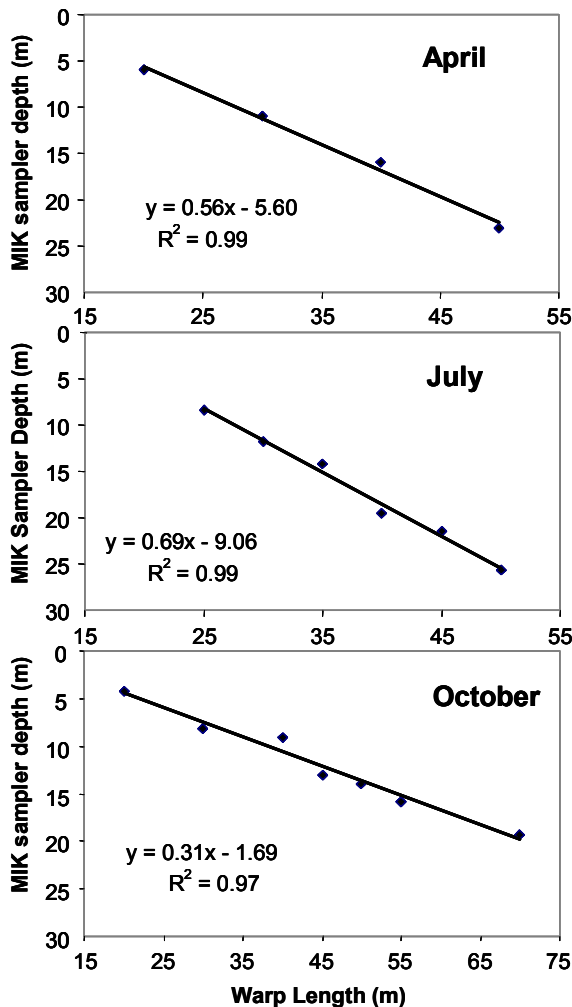 0
5
10
15
20
25
30
MIK sampler depth (m)
April
y = 0.56x - 5.60
R² = 0.99
15 25 35 45 55
0
5
10
15
20
25
30
MIK Sampler Depth (m)
July
y = 0.69x - 9.06
R² = 0.99
15 25 35 45 55
0
5
10
15
20
25
30
MIK sampler depth (m)
October
y = 0.31x - 1.69
R² = 0.97
15 25 35 45 55 65 75
Warp Length (m)